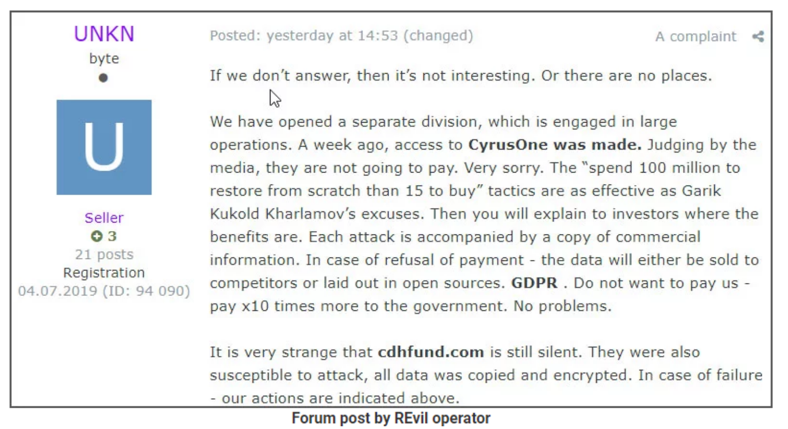 UNKN
byte
U
Seller
3
21 posts
Registration
04.07.2019 (ID: 94 090)
Posted: yesterday at 14:53 (changed)
A complaint
If we don’t answer, then it’s not interesting. Or there are no places.
We have opened a separate division, which is engaged in large
operations. A week ago, access to CyrusOne was made. Judging by the
media, they are not going to pay. Very sorry. The “spend 100 million to
restore from scratch than 15 to buy” tactics are as effective as Garik
Kukold Kharlamov’s excuses. Then you will explain to investors where the
benefits are. Each attack is accompanied by a copy of commercial
information. In case of refusal of payment - the data will either be sold to
competitors or laid out in open sources. GDPR . Do not want to pay us -
pay x10 times more to the government. No problems.
It is very strange that cdhfund.com is still silent. They were also
susceptible to attack, all data was copied and encrypted. In case of failure
- our actions are indicated above.
Forum post by REvil operator